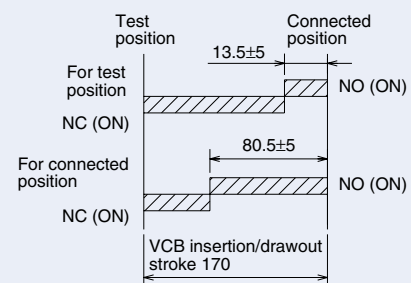 Test
position
Connected
position
13.5±5
For test
position
NO (ON)
NC (ON)
For connected
position
80.5±5
NO (ON)
NC (ON)
VCB insertion/drawout
stroke 170